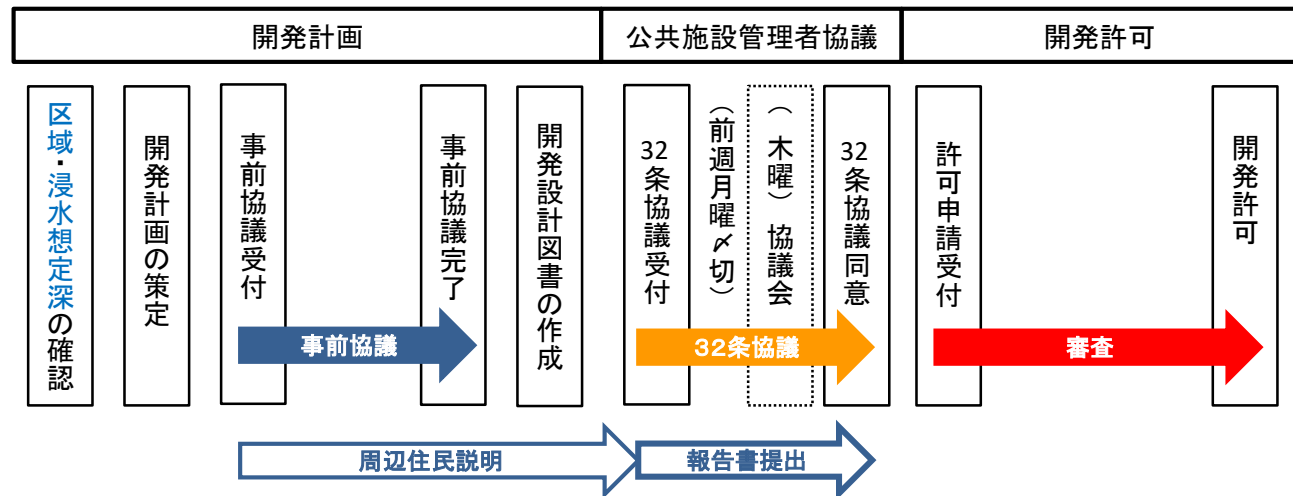 開発計画
公共施設管理者協議
開発許可
区域・浸水想定深の確認
開発計画の策定
事前協議受付
事前協議完了
開発設計図書の作成
32条協議受付
（前週月曜〆切）
（木曜）協議会
32条協議同意
許可申請受付
開発許可
事前協議
32条協議
審査
周辺住民説明
報告書提出